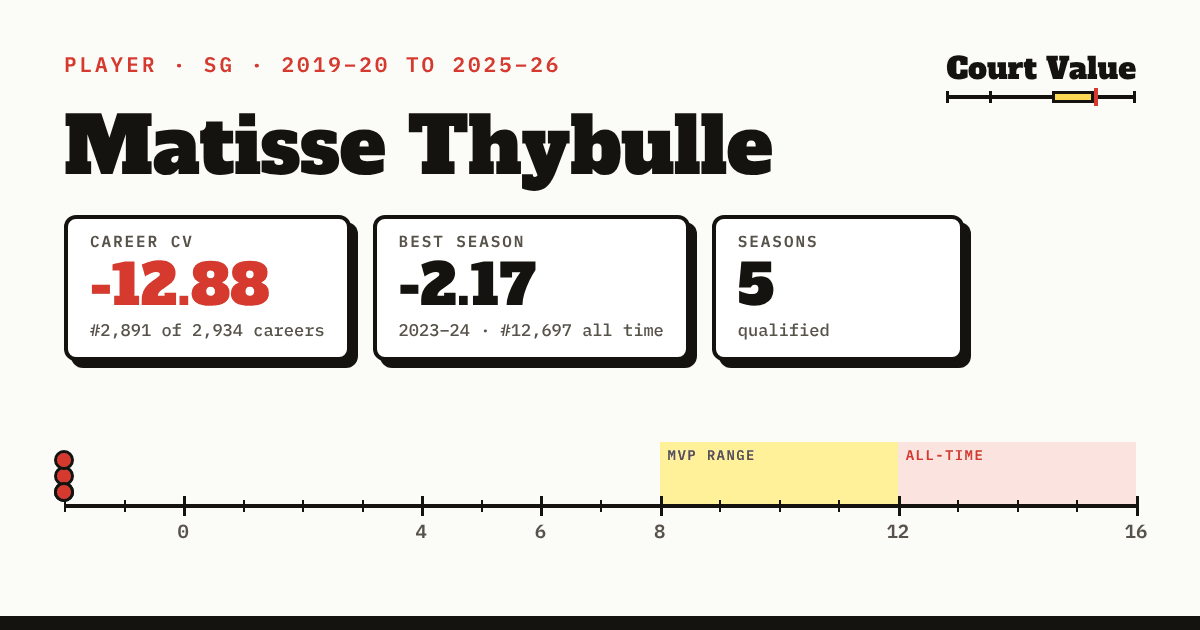 PLAYER · SG · 2019–20 TO 2025–26
Court Value
Matisse Thybulle
CAREER CV
-12.88
#2,891 of 2,934 careers
BEST SEASON
-2.17
2023–24 · #12,697 all time
SEASONS
5
qualified
MVP RANGE
ALL-TIME
0 4 6 8 12 16